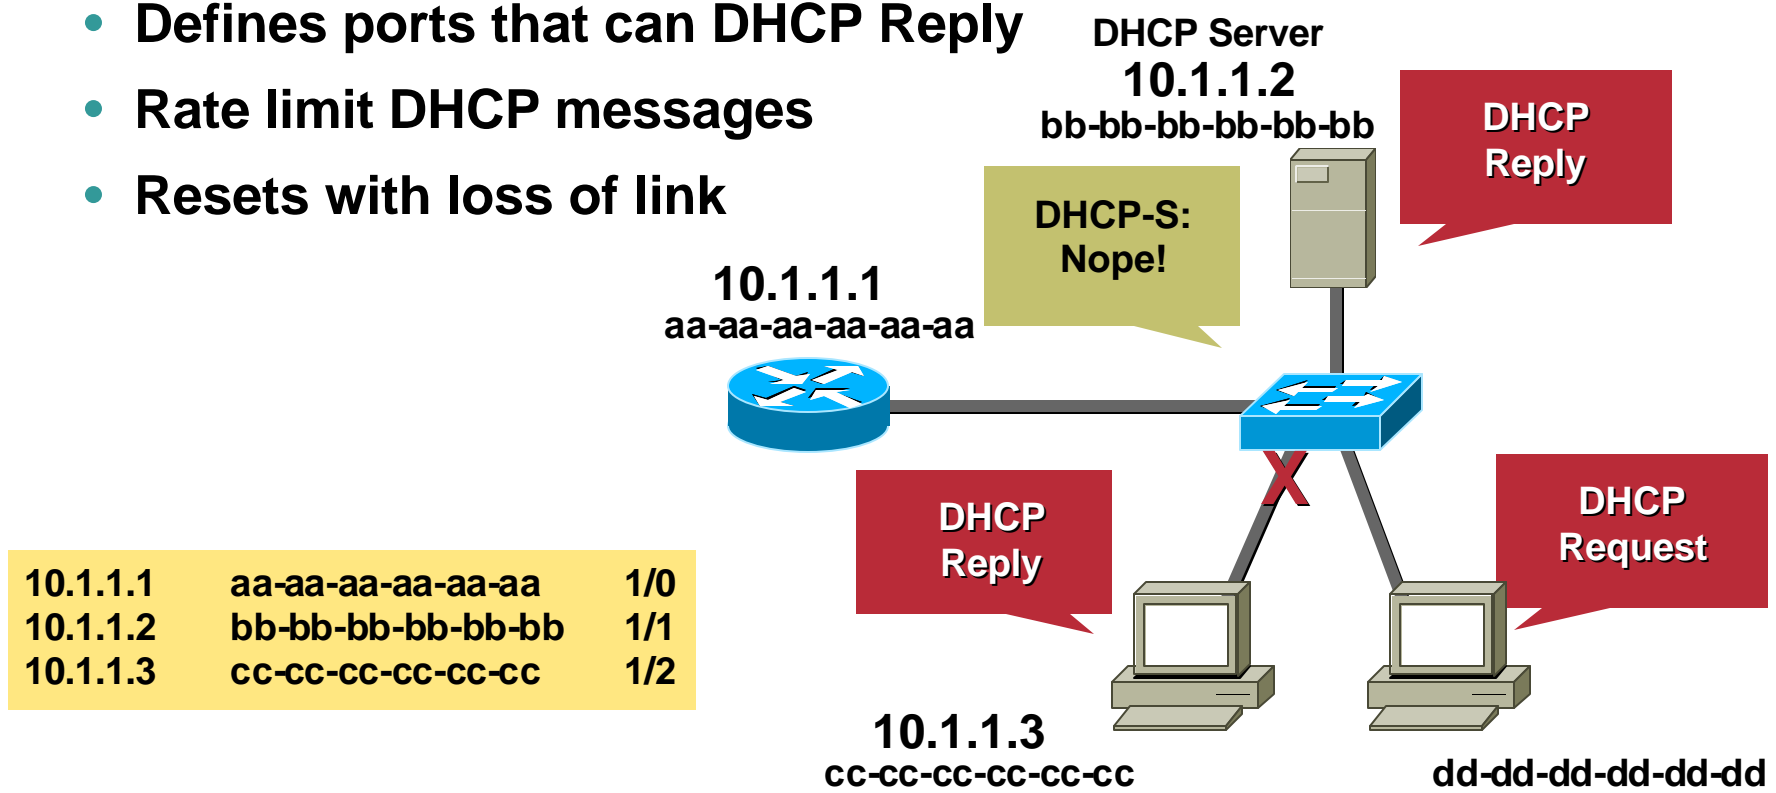 • Defines ports that can DHCP Reply
• Rate limit DHCP messages
• Resets with loss of link
DHCP Server
10.1.1.2
bb-bb-bb-bb-bb-bb
DHCP
Reply
DHCP-S:
Nope!
10.1.1.1
aa-aa-aa-aa-aa-aa
X
DHCP
Reply
DHCP
Request
10.1.1.1 aa-aa-aa-aa-aa-aa 1/0
10.1.1.2 bb-bb-bb-bb-bb-bb 1/1
10.1.1.3 cc-cc-cc-cc-cc-cc 1/2
10.1.1.3
cc-cc-cc-cc-cc-cc
dd-dd-dd-dd-dd-dd